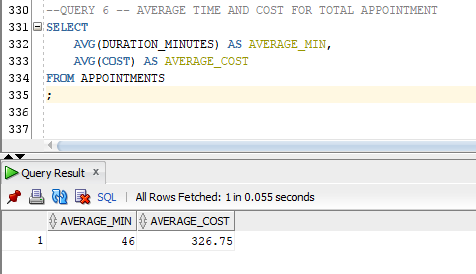 330 --QUERY 6 -- AVERAGE TIME AND COST FOR TOTAL APPOINTMENT
331 SELECT
332 AVG(DURATION_MINUTES) AS AVERAGE_MIN,
333 AVG(COST) AS AVERAGE_COST
334 FROM APPOINTMENTS
335 ;
336
337
Query Result x
SQL | All Rows Fetched: 1 in 0.055 seconds
AVERAGE_MIN AVERAGE_COST
1 46 326.75